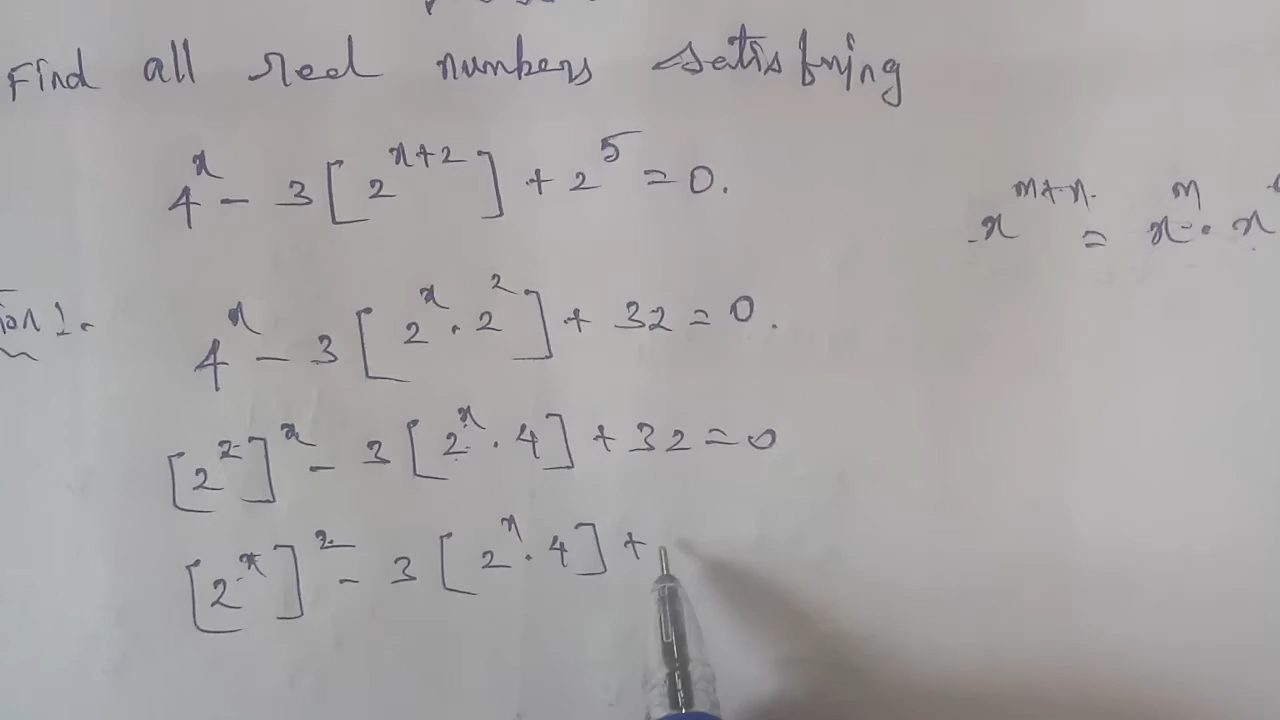 Find all real numbers satisfying
4^x - 3[2^{x+2}] + 2^5 = 0.
x^{m+n} = x^m · x
4^x - 3[2^x · 2^2] + 32 = 0.
[2^2]^x - 3[2^x · 4] + 32 = 0
[2^x]^2 - 3[2^x · 4] +